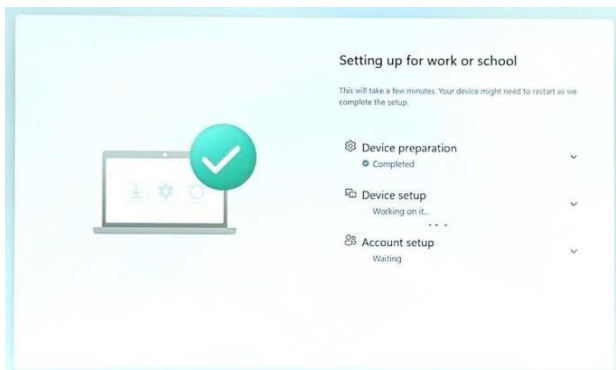 Setting up for work or school
This will take a few minutes. Your device might need to restart as we
complete the setup.
Device preparation
Completed
Device setup
Working on it...
Account setup
Waiting